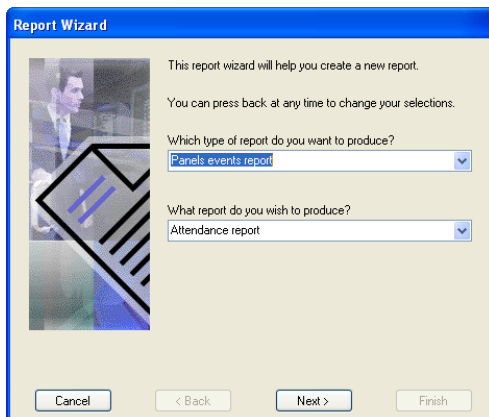 Report Wizard
This report wizard will help you create a new report.
You can press back at any time to change your selections.
Which type of report do you want to produce?
Panels events report
What report do you wish to produce?
Attendance report
Cancel
< Back
Next >
Finish